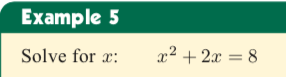 Example 5
Solve for x: x² + 2x = 8